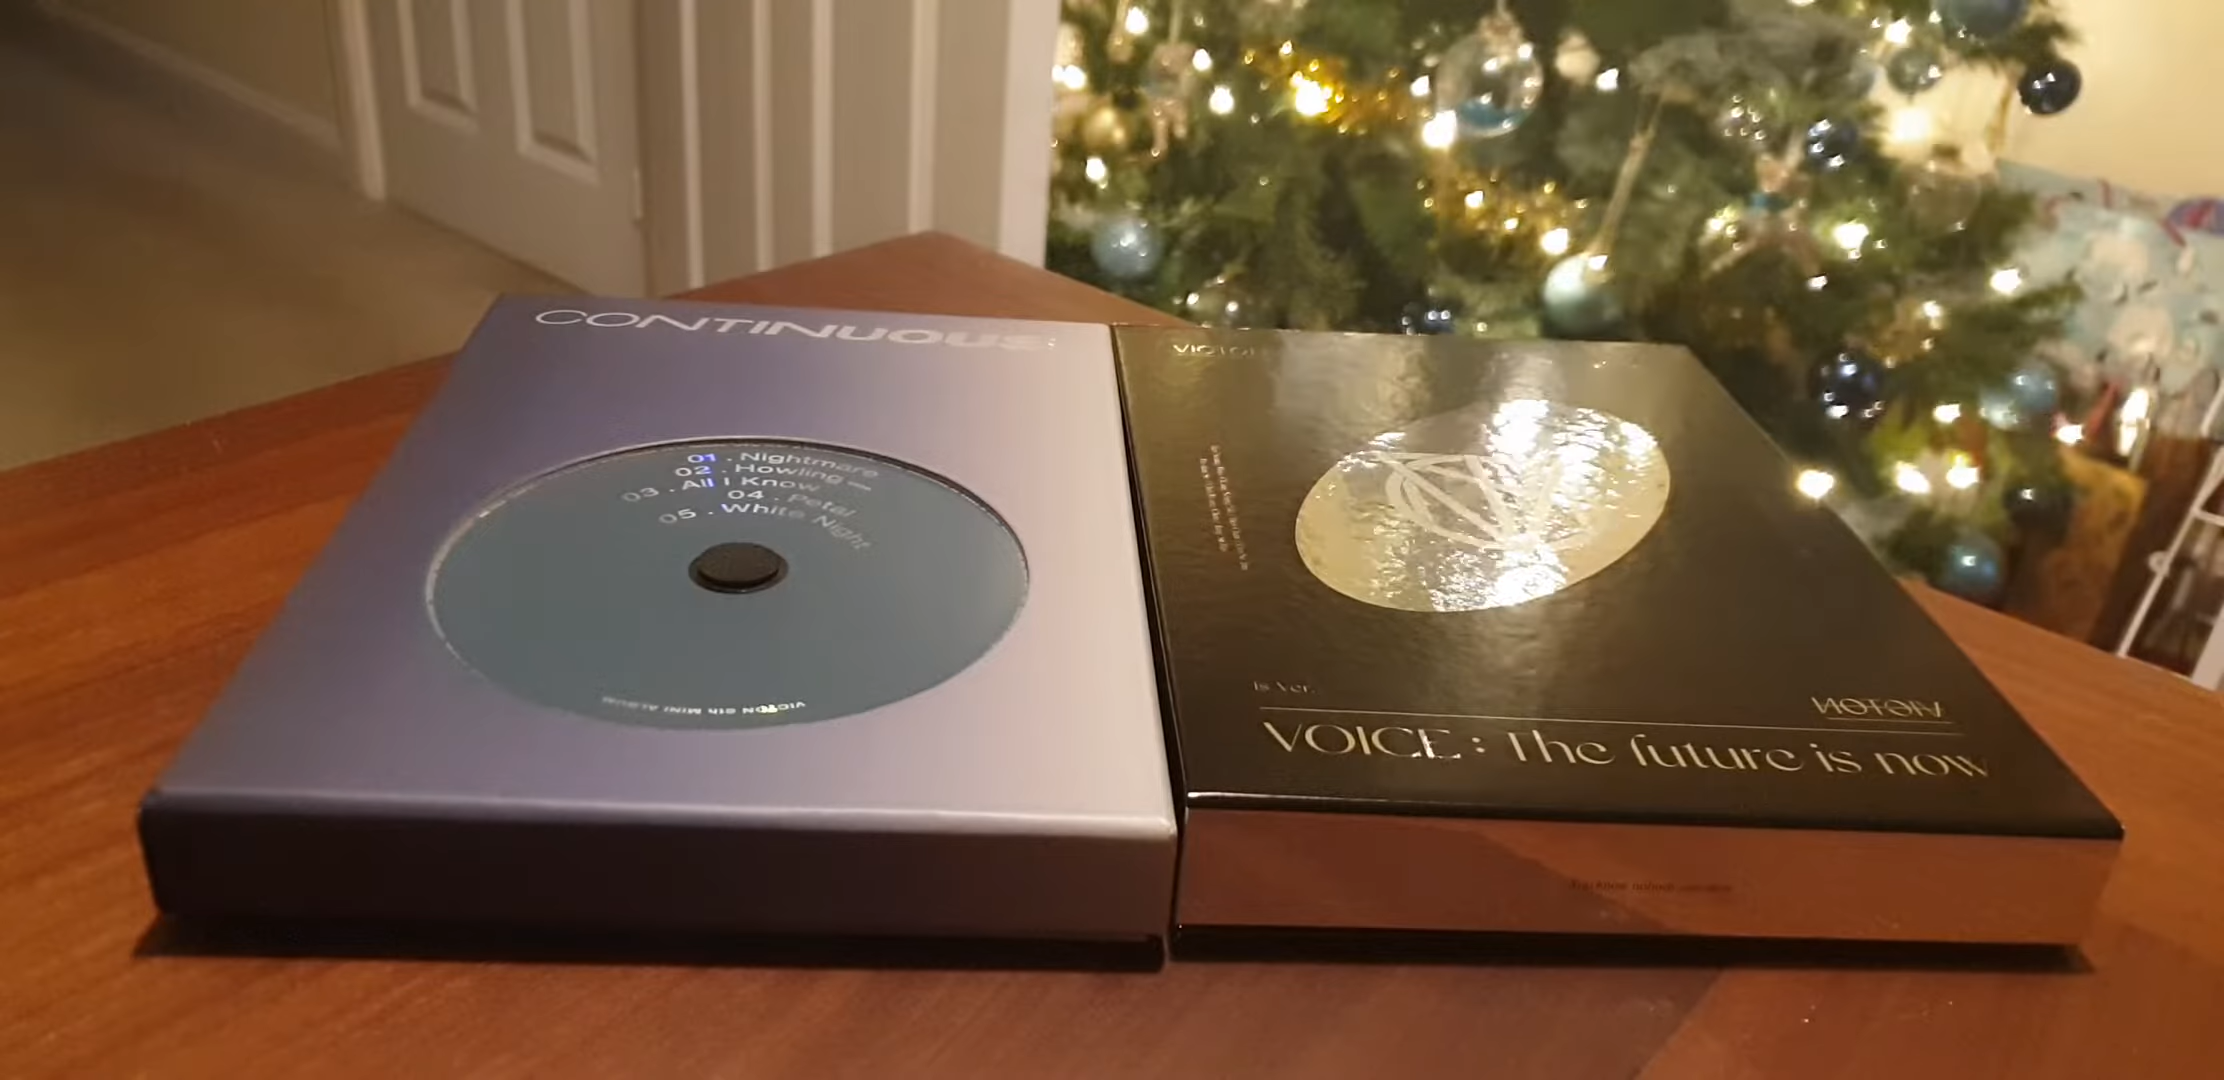 CONTINUOUS
01 . Nightmare
02 . Howling
03 . All I Know
04 . Petal
05 . White Night
VICTON 6th MINI ALBUM
VICTON
is Ver.
VICTON
VOICE : The future is now